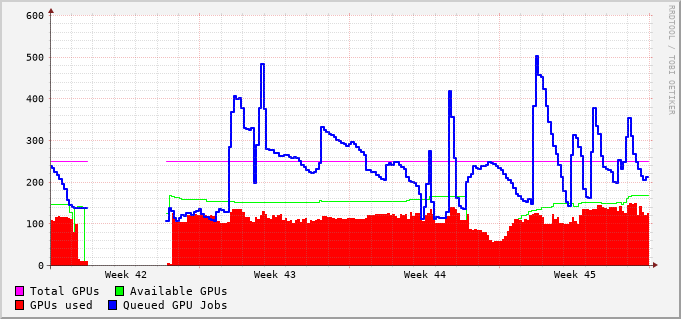 600
500
400
300
200
100
0
Week 42 Week 43 Week 44 Week 45
Total GPUs Available GPUs
GPUs used Queued GPU Jobs
RRDTOOL / TOBI OETIKER